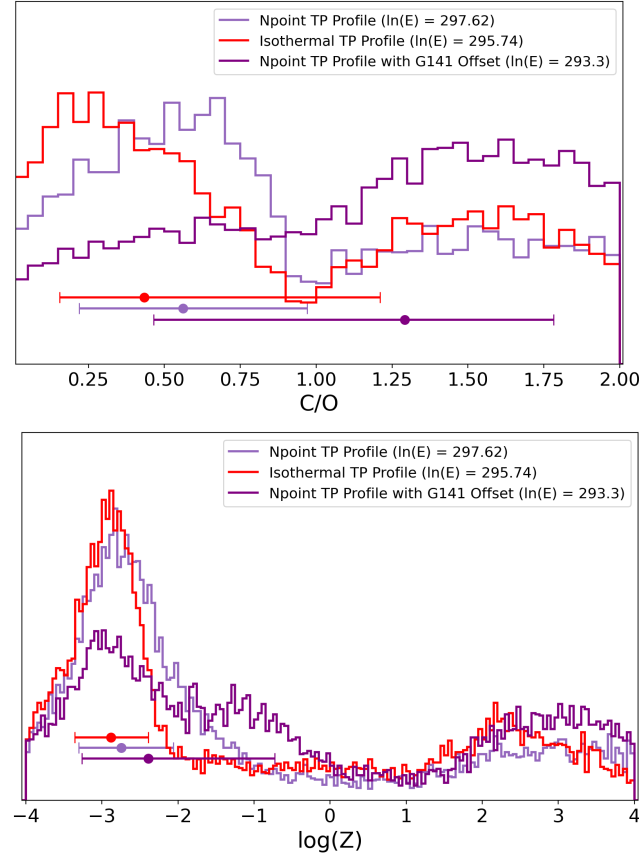 Npoint TP Profile (ln(E) = 297.62)
Isothermal TP Profile (ln(E) = 295.74)
Npoint TP Profile with G141 Offset (ln(E) = 293.3)
0.25 0.50 0.75 1.00 1.25 1.50 1.75 2.00
C/O
Npoint TP Profile (ln(E) = 297.62)
Isothermal TP Profile (ln(E) = 295.74)
Npoint TP Profile with G141 Offset (ln(E) = 293.3)
−4 −3 −2 −1 0 1 2 3 4
log(Z)